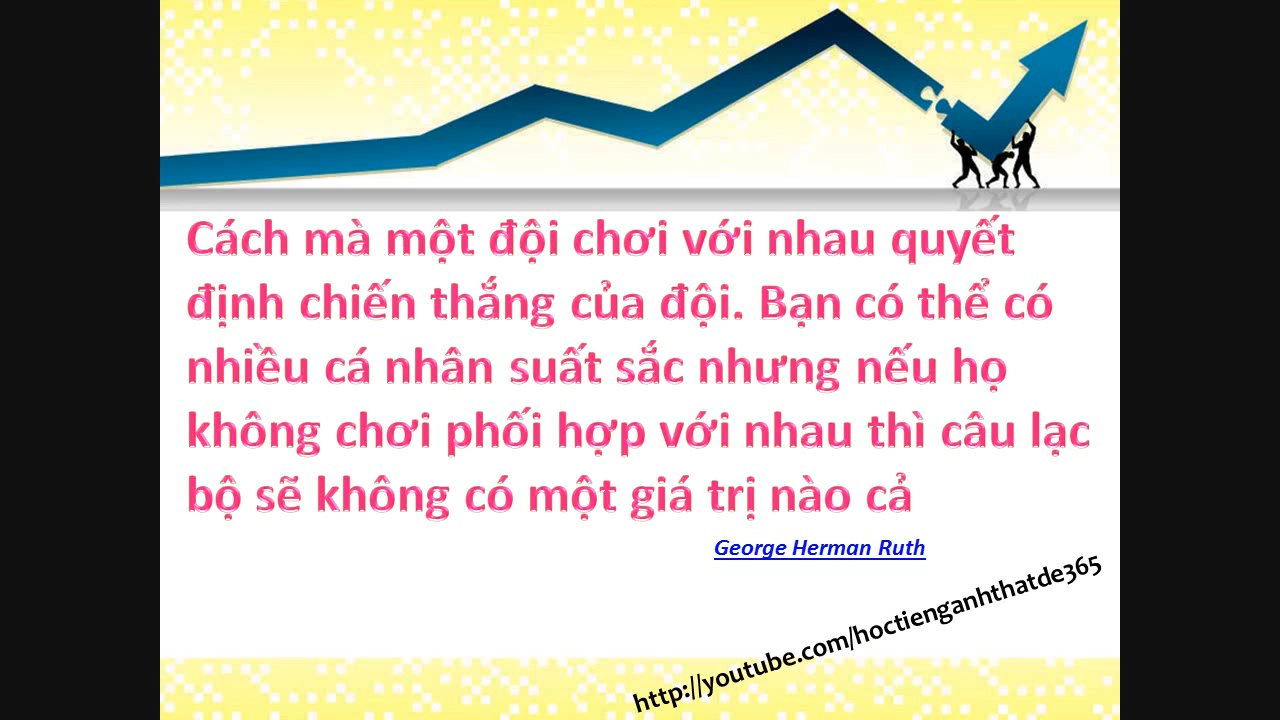 Cách mà một đội chơi với nhau quyết
định chiến thắng của đội. Bạn có thể có
nhiều cá nhân suất sắc nhưng nếu họ
không chơi phối hợp với nhau thì câu lạc
bộ sẽ không có một giá trị nào cả
George Herman Ruth
http://youtube.com/hoctienganhthatde365